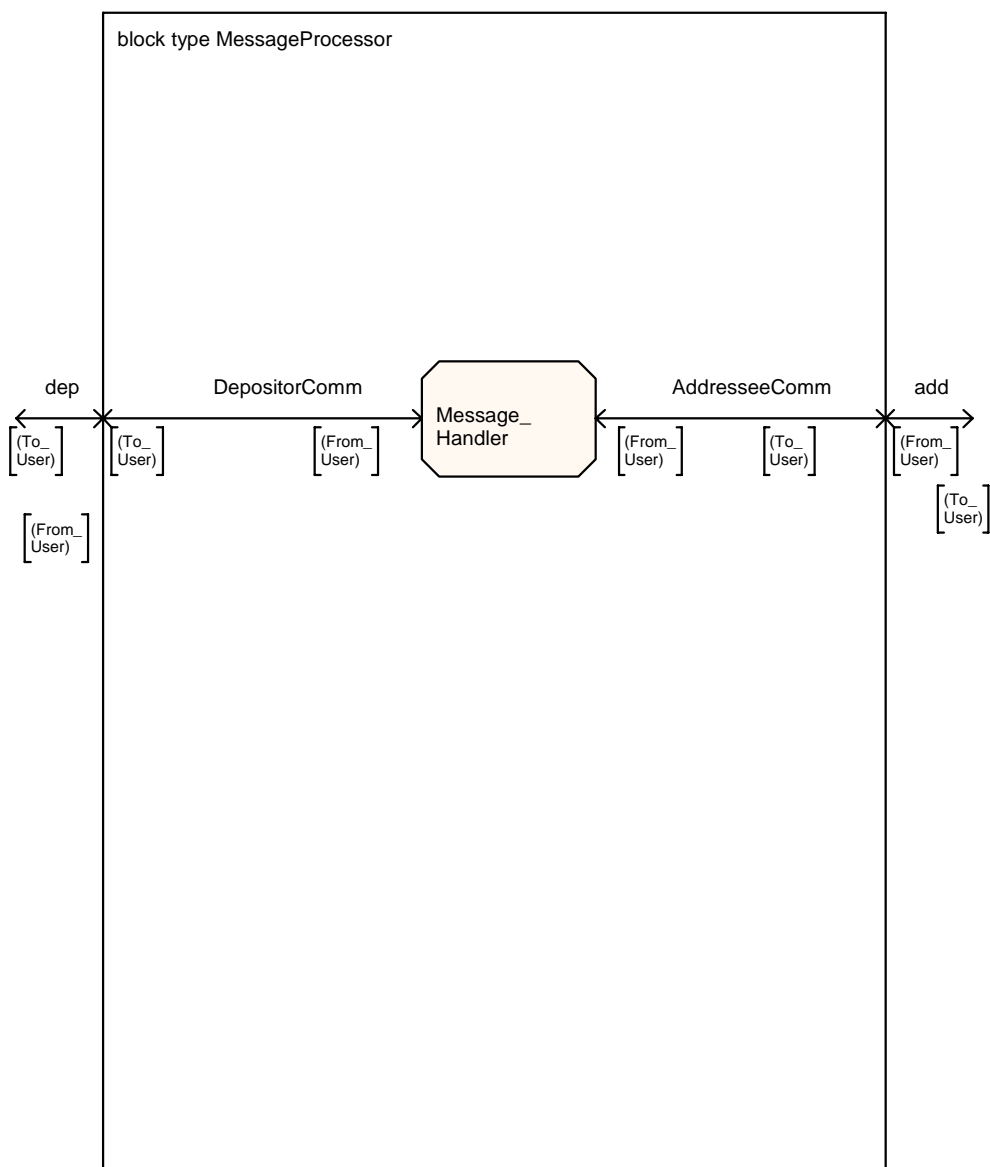 block type MessageProcessor
dep
DepositorComm
AddresseeComm
add
Message_
Handler
(To_
User)
(To_
User)
(From_
User)
(From_
User)
(To_
User)
(From_
User)
(To_
User)
(From_
User)